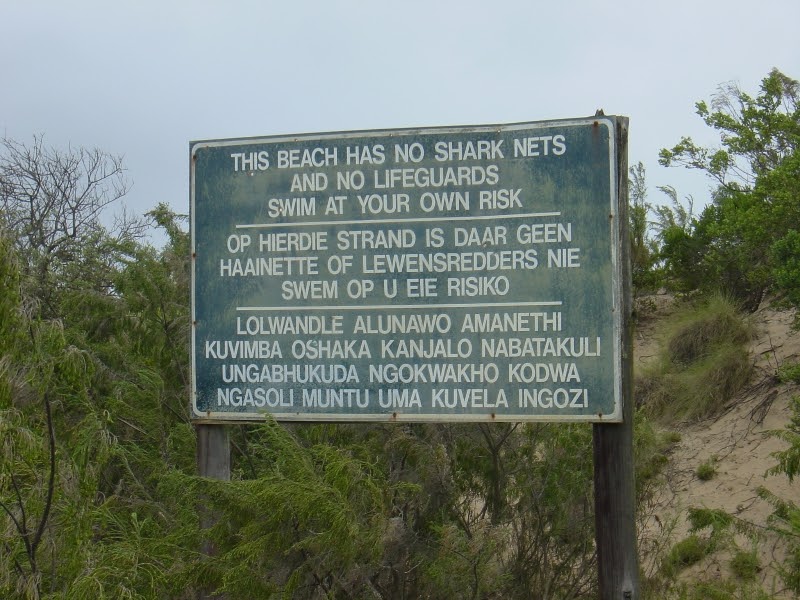 THIS BEACH HAS NO SHARK NETS
AND NO LIFEGUARDS
SWIM AT YOUR OWN RISK
OP HIERDIE STRAND IS DAAR GEEN
HAAINETTE OF LEWENSREDDERS NIE
SWEM OP U EIE RISIKO
LOLWANDLE ALUNAWO AMANETHI
KUVIMBA OSHAKA KANJALO NABATAKULI
UNGABHUKUDA NGOKWAKHO KODWA
NGASOLI MUNTU UMA KUVELA INGOZI